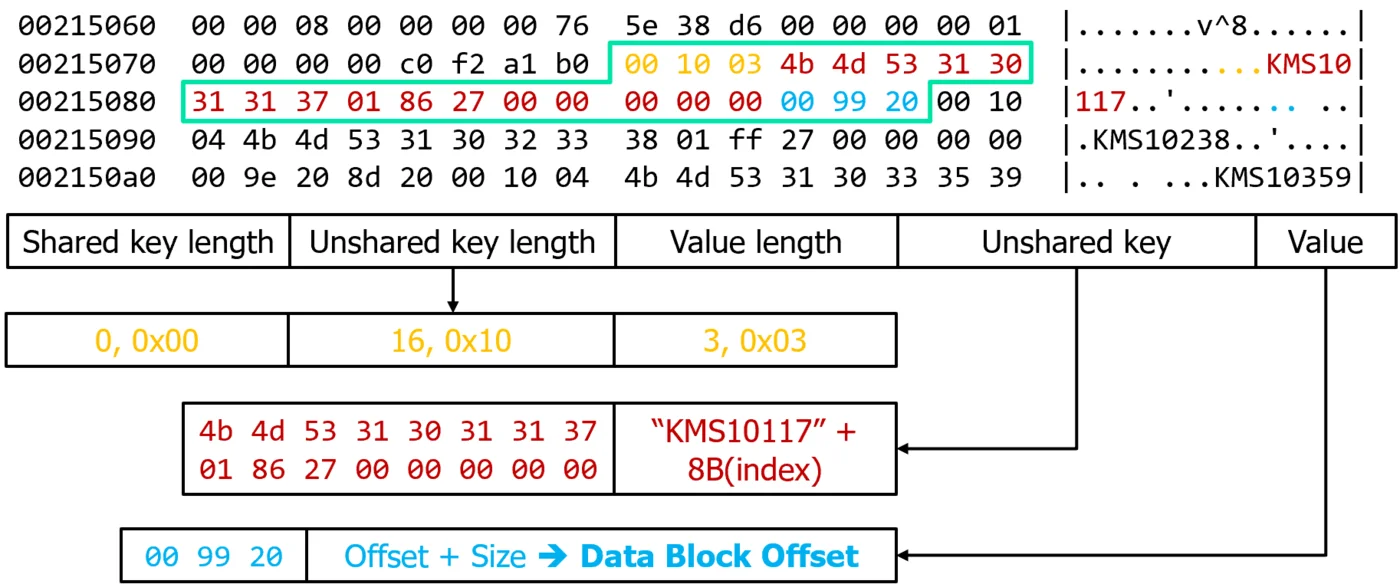 00215060 00 00 08 00 00 00 00 76 5e 38 d6 00 00 00 00 01 |.......v^8......|
00215070 00 00 00 00 c0 f2 a1 b0 00 10 03 4b 4d 53 31 30 |...........KMS10|
00215080 31 31 37 01 86 27 00 00 00 00 00 00 99 20 00 10 |117..'....... ..|
00215090 04 4b 4d 53 31 30 32 33 38 01 ff 27 00 00 00 00 |.KMS10238..'....|
002150a0 00 9e 20 8d 20 00 10 04 4b 4d 53 31 30 33 35 39 |.. . ...KMS10359|
Shared key length Unshared key length Value length Unshared key Value
0, 0x00 16, 0x10 3, 0x03
4b 4d 53 31 30 31 31 37 “KMS10117” +
01 86 27 00 00 00 00 00 8B(index)
00 99 20 Offset + Size ➔ Data Block Offset